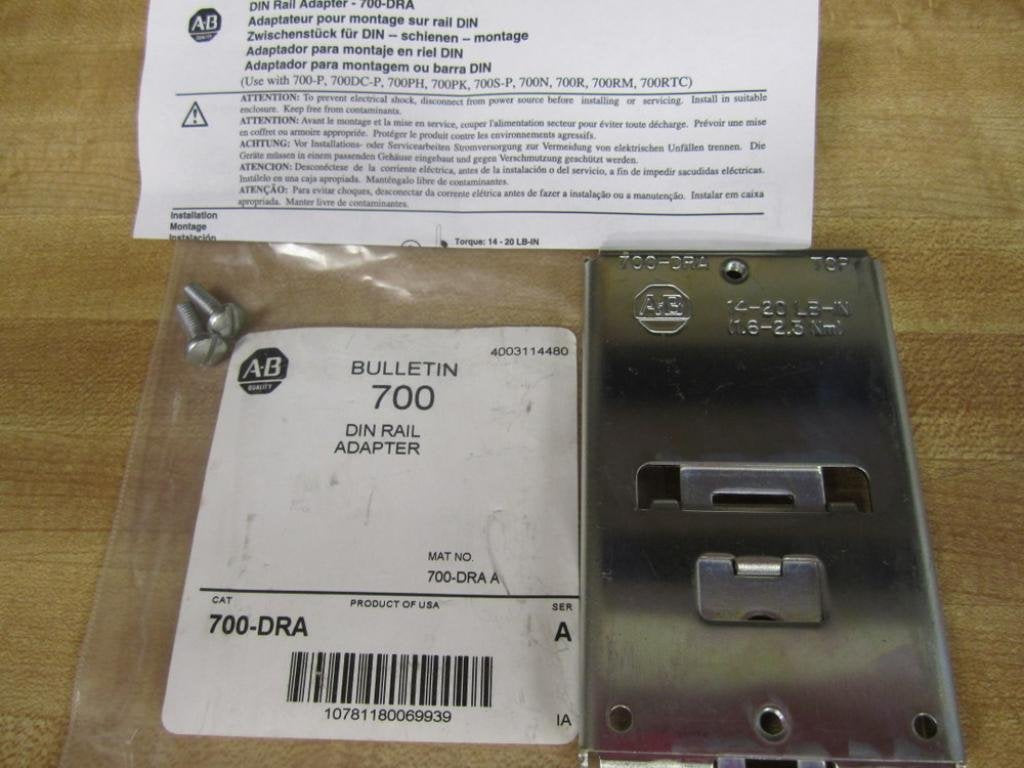 DIN Rail Adapter - 700-DRA
Adaptateur pour montage sur rail DIN
Zwischenstück für DIN – schienen – montage
Adaptador para montaje en riel DIN
Adaptador para montagem ou barra DIN
(Use with 700-P, 700DC-P, 700PH, 700PK, 700S-P, 700N, 700R, 700RM, 700RTC)
A·B
QUALITY
ATTENTION: To prevent electrical shock, disconnect from power source before installing or servicing. Install in suitable
enclosure. Keep free from contaminants.
ATTENTION: Avant le montage et la mise en service, couper l'alimentation secteur pour éviter toute décharge. Prévoir une mise
en coffret ou armoire appropriée. Protéger le produit contre les environnements agressifs.
ACHTUNG: Vor Installations- oder Servicearbeiten Stromversorgung zur Vermeidung von elektrischen Unfällen trennen. Die
Geräte müssen in einem passenden Gehäuse eingebaut und gegen Verschmutzung geschützt werden.
ATENCION: Desconéctese de la corriente eléctrica, antes de la instalación o del servicio, a fin de impedir sacudidas eléctricas.
Instálelo en una caja apropiada. Manténgalo libre de contaminantes.
ATENÇÃO: Para evitar choques, desconectar da corrente elétrica antes de fazer a instalação ou a manutenção. Instalar em caixa
apropriada. Manter livre de contaminantes.
Installation
Montage
Instalación
Torque: 14 - 20 LB-IN
700-DRA TOP
A·B
14-20 LB-IN
(1.6-2.3 Nm)
4003114480
A·B
QUALITY
BULLETIN
700
DIN RAIL
ADAPTER
MAT NO.
700-DRA A
CAT PRODUCT OF USA SER
700-DRA A
10781180069939
IA